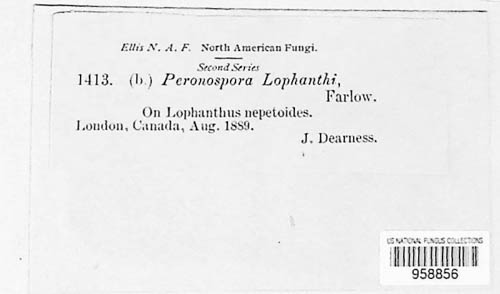 Ellis N. A. F. North American Fungi.
Second Series
1413. (b.) Peronospora Lophanthi,
Farlow.
On Lophanthus nepetoides.
London, Canada, Aug. 1889.
J. Dearness.
US NATIONAL FUNGUS COLLECTIONS
958856